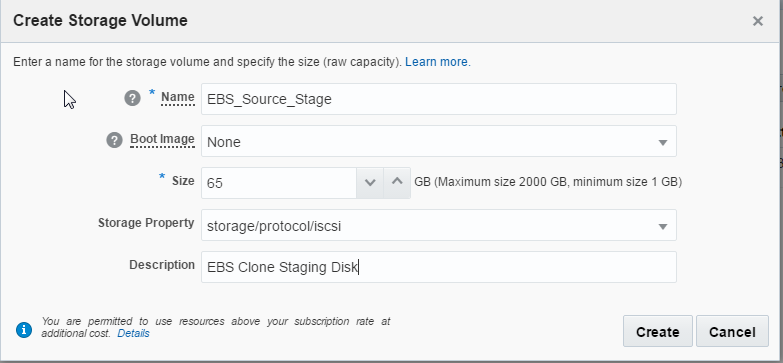 Create Storage Volume ×
Enter a name for the storage volume and specify the size (raw capacity). Learn more.
? * Name EBS_Source_Stage
? Boot Image None
* Size 65 GB (Maximum size 2000 GB, minimum size 1 GB)
Storage Property storage/protocol/iscsi
Description EBS Clone Staging Disk
i You are permitted to use resources above your subscription rate at
additional cost. Details
Create Cancel